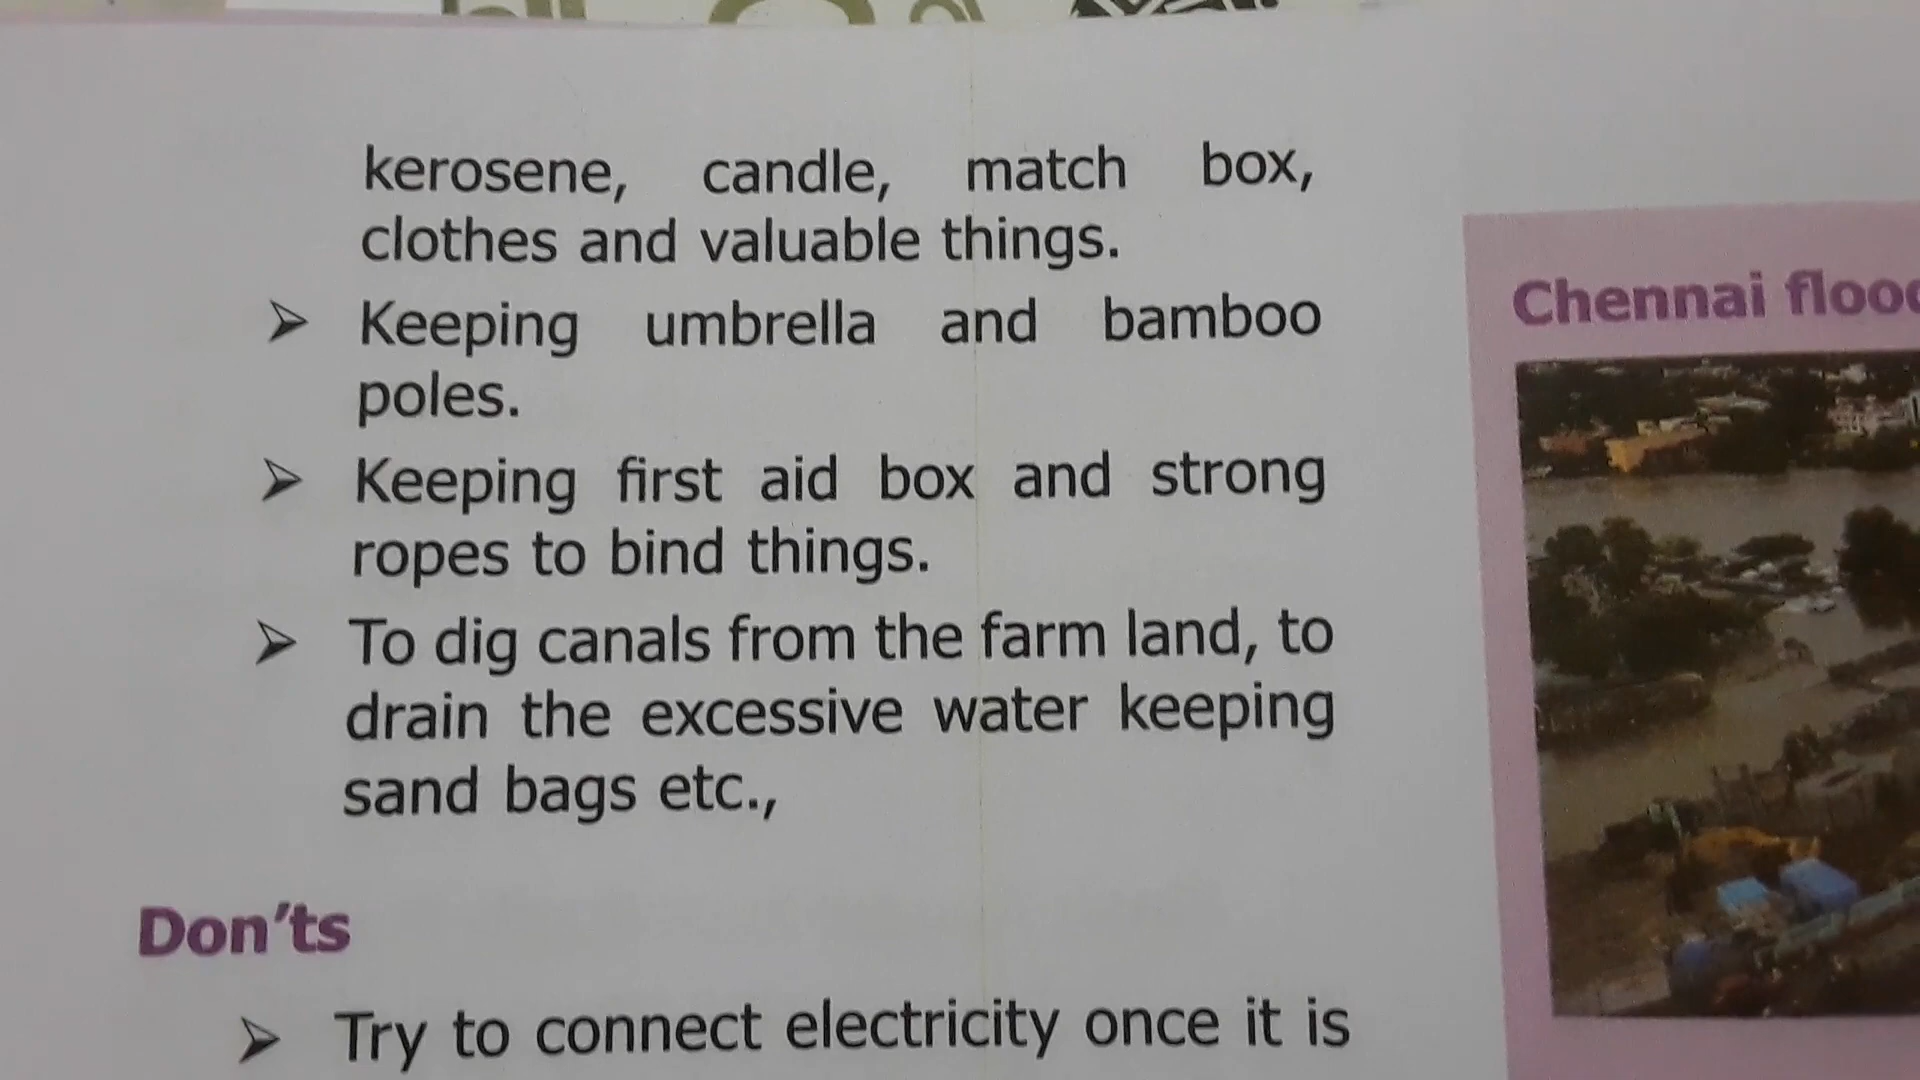 kerosene, candle, match box,
clothes and valuable things.
➢ Keeping umbrella and bamboo
poles.
➢ Keeping first aid box and strong
ropes to bind things.
➢ To dig canals from the farm land, to
drain the excessive water keeping
sand bags etc.,
Don'ts
➢ Try to connect electricity once it is
Chennai